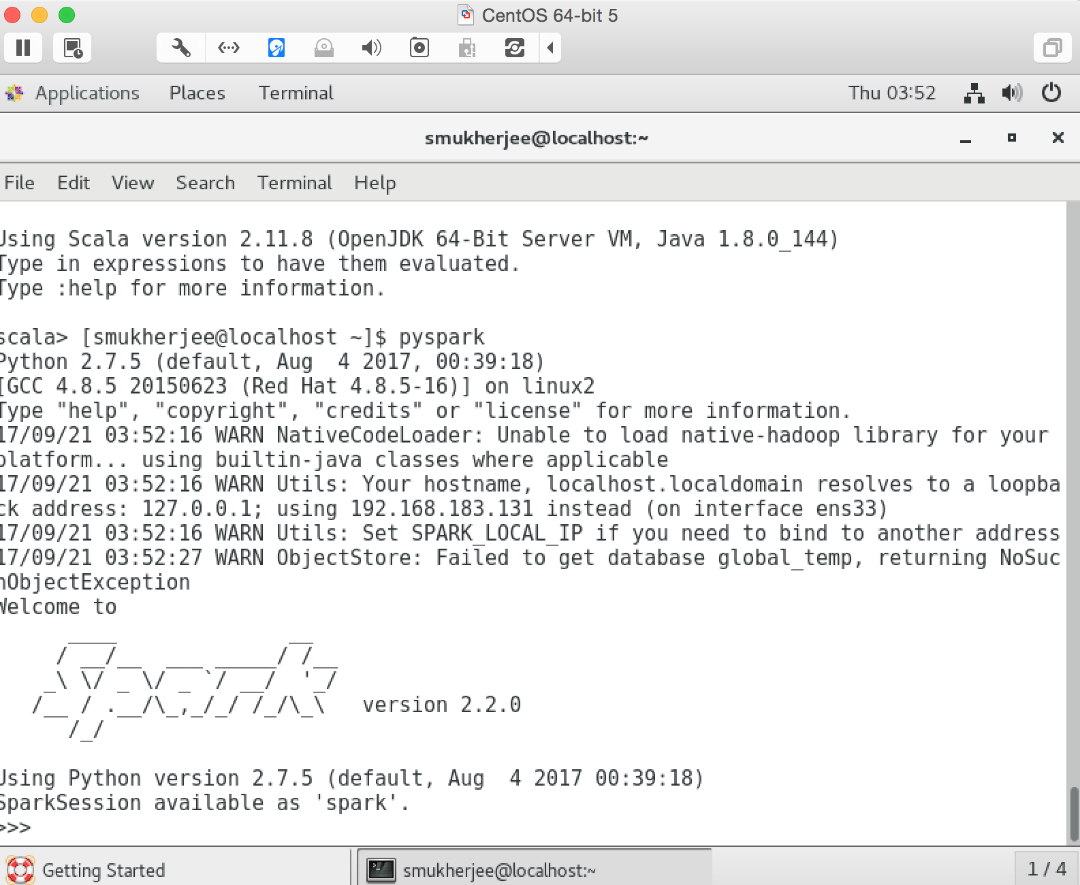 CentOS 64-bit 5
Applications Places Terminal Thu 03:52
smukherjee@localhost:~
File Edit View Search Terminal Help
Using Scala version 2.11.8 (OpenJDK 64-Bit Server VM, Java 1.8.0_144)
Type in expressions to have them evaluated.
Type :help for more information.
scala> [smukherjee@localhost ~]$ pyspark
Python 2.7.5 (default, Aug  4 2017, 00:39:18)
[GCC 4.8.5 20150623 (Red Hat 4.8.5-16)] on linux2
Type "help", "copyright", "credits" or "license" for more information.
17/09/21 03:52:16 WARN NativeCodeLoader: Unable to load native-hadoop library for your
platform... using builtin-java classes where applicable
17/09/21 03:52:16 WARN Utils: Your hostname, localhost.localdomain resolves to a loopba
ck address: 127.0.0.1; using 192.168.183.131 instead (on interface ens33)
17/09/21 03:52:16 WARN Utils: Set SPARK_LOCAL_IP if you need to bind to another address
17/09/21 03:52:27 WARN ObjectStore: Failed to get database global_temp, returning NoSuc
hObjectException
Welcome to
Spark version 2.2.0
Using Python version 2.7.5 (default, Aug  4 2017 00:39:18)
SparkSession available as 'spark'.
>>>
Getting Started smukherjee@localhost:~ 1 / 4